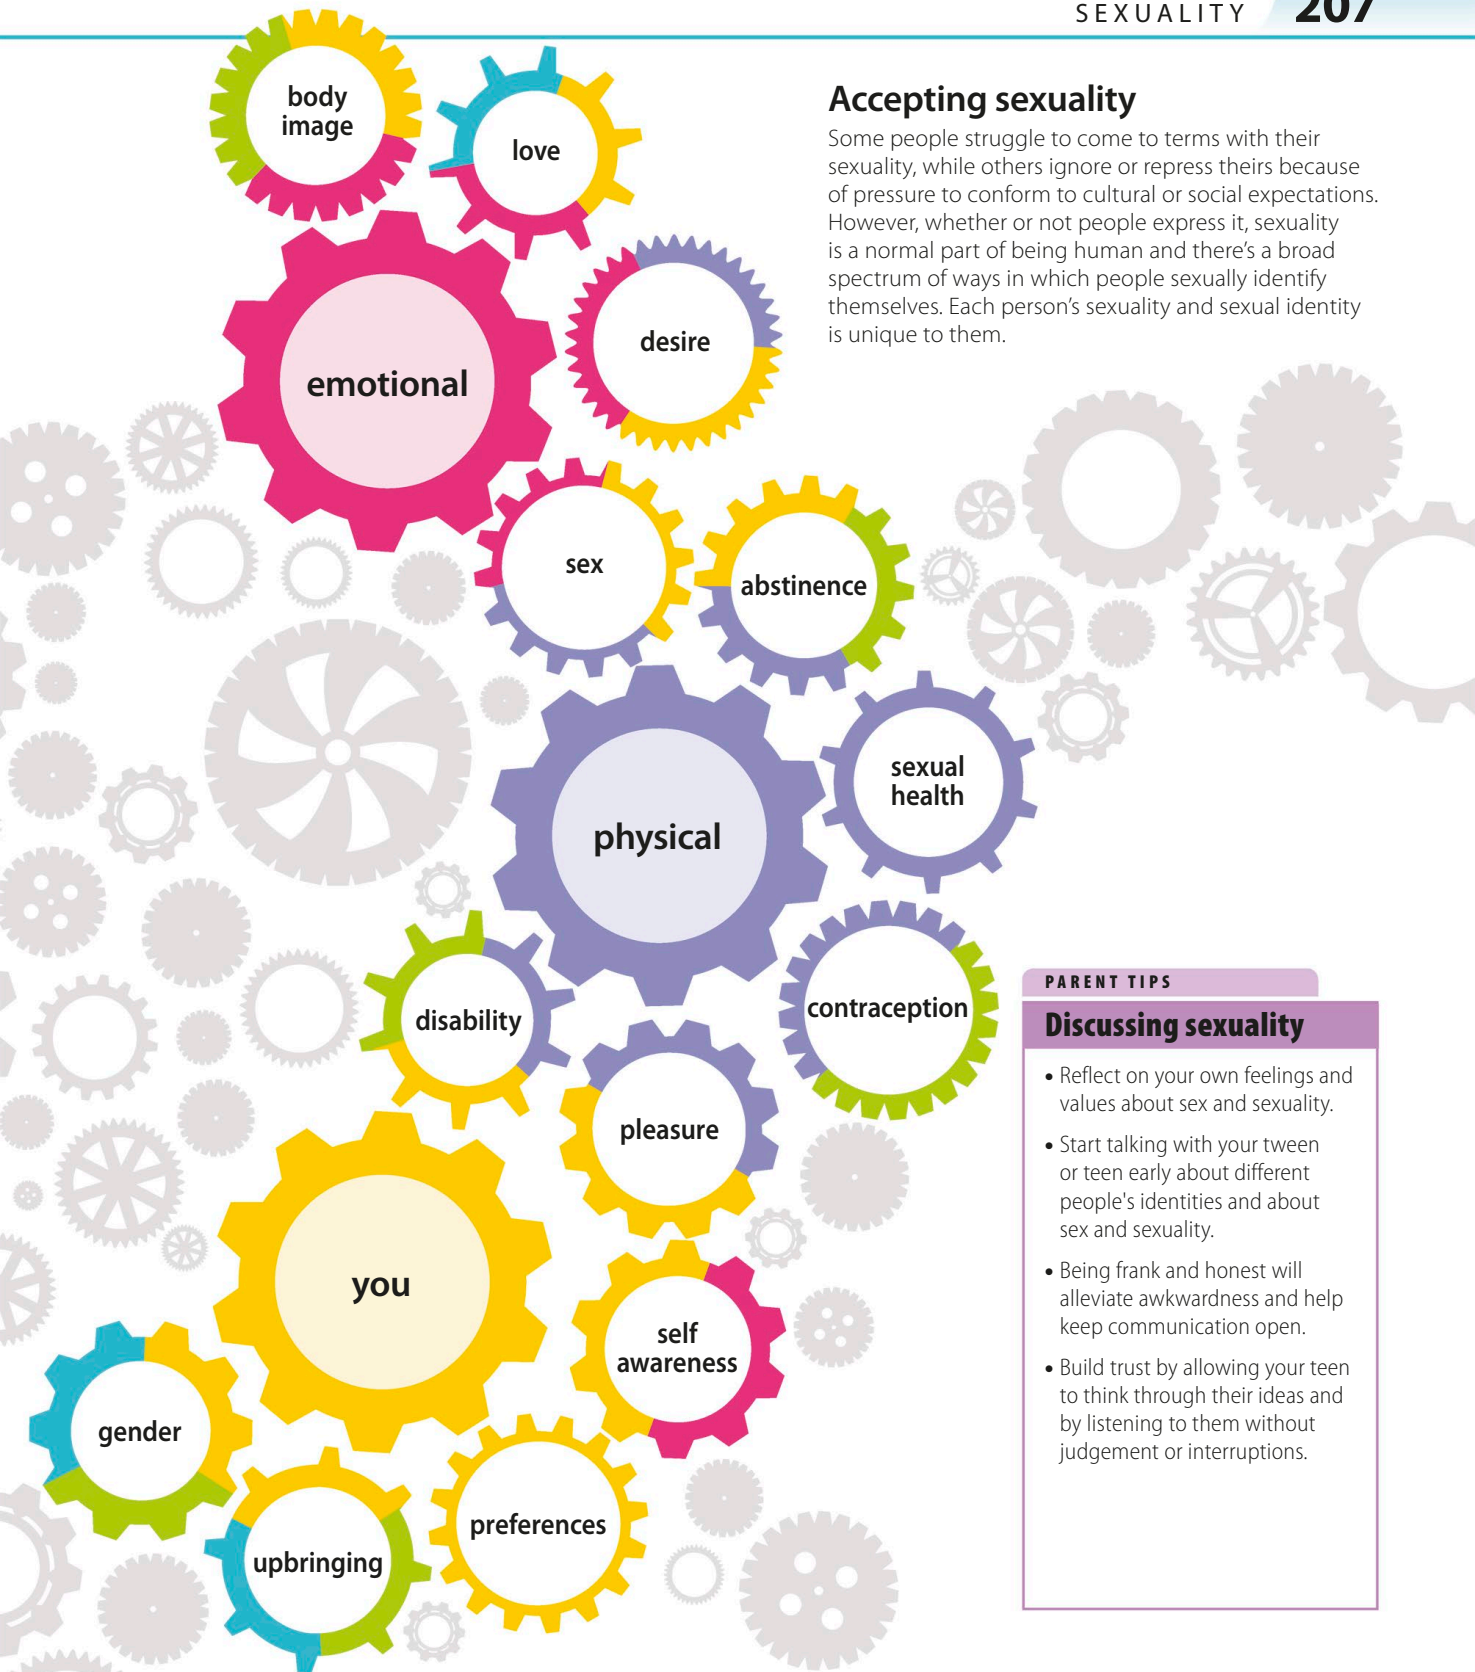 SEXUALITY 207
body
image
love
Accepting sexuality
Some people struggle to come to terms with their
sexuality, while others ignore or repress theirs because
of pressure to conform to cultural or social expectations.
However, whether or not people express it, sexuality
is a normal part of being human and there’s a broad
spectrum of ways in which people sexually identify
themselves. Each person’s sexuality and sexual identity
is unique to them.
desire
emotional
sex
abstinence
sexual
health
physical
disability
contraception
pleasure
you
self
awareness
gender
preferences
upbringing
PARENT TIPS
Discussing sexuality
• Reflect on your own feelings and
values about sex and sexuality.
• Start talking with your tween
or teen early about different
people's identities and about
sex and sexuality.
• Being frank and honest will
alleviate awkwardness and help
keep communication open.
• Build trust by allowing your teen
to think through their ideas and
by listening to them without
judgement or interruptions.